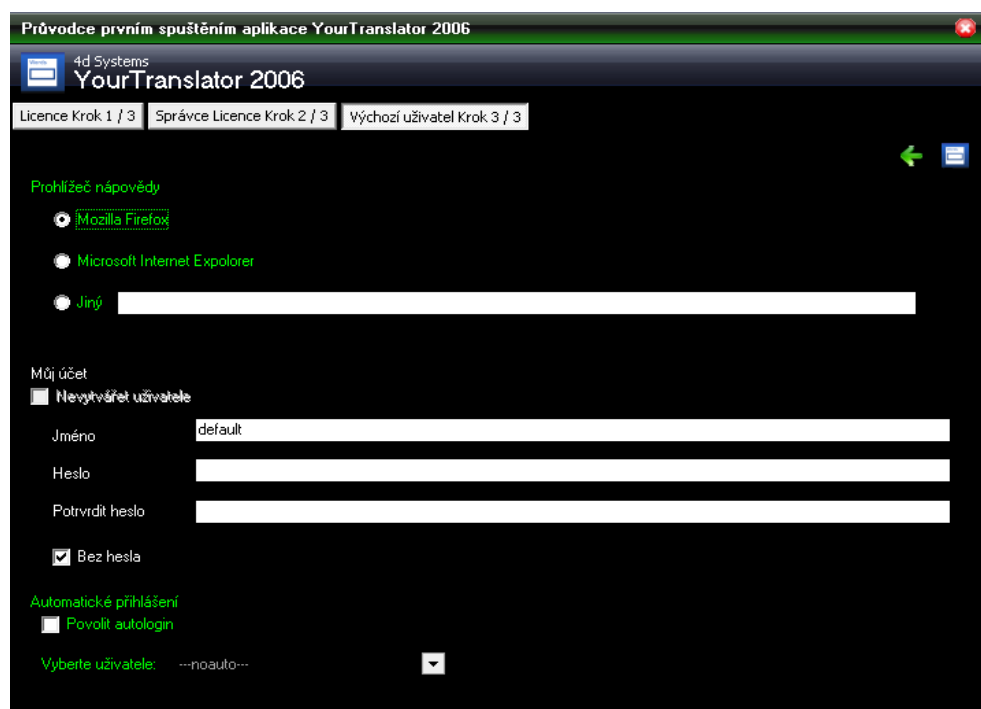 Průvodce prvním spuštěním aplikace YourTranslator 2006
Words
4d Systems
YourTranslator 2006
Licence Krok 1 / 3 Správce Licence Krok 2 / 3 Výchozí uživatel Krok 3 / 3
Prohlížeč nápovědy
Mozilla Firefox
Microsoft Internet Expolorer
Jiný
Můj účet
Nevytvářet uživatele
Jméno default
Heslo
Potrvrdit heslo
Bez hesla
Automatické přihlášení
Povolit autologin
Vyberte uživatele: ---noauto---